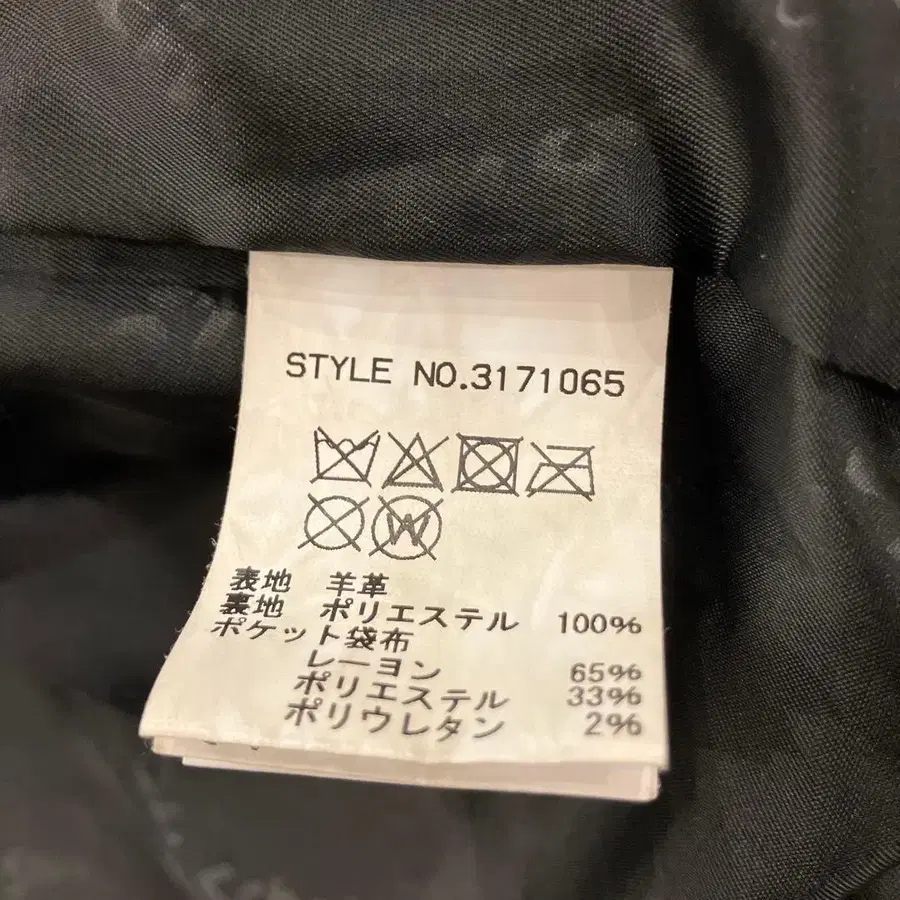 STYLE NO.3171065
W
表地 羊革
裏地 ポリエステル 100%
ポケット袋布
レーヨン 65%
ポリエステル 33%
ポリウレタン 2%